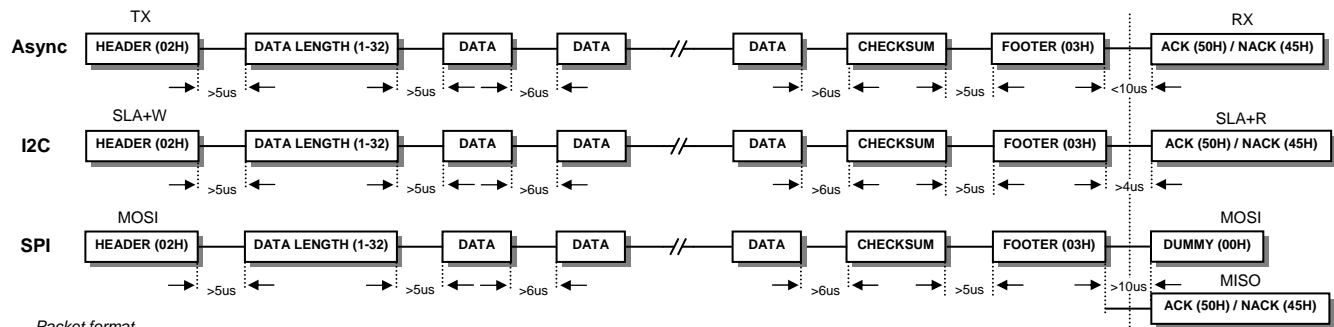 TX RX
Async HEADER (02H) DATA LENGTH (1-32) DATA DATA // DATA CHECKSUM FOOTER (03H) ACK (50H) / NACK (45H)
>5us >5us >6us >6us >5us <10us
SLA+W SLA+R
I2C HEADER (02H) DATA LENGTH (1-32) DATA DATA // DATA CHECKSUM FOOTER (03H) ACK (50H) / NACK (45H)
>5us >5us >6us >6us >5us >4us
MOSI MOSI
SPI HEADER (02H) DATA LENGTH (1-32) DATA DATA // DATA CHECKSUM FOOTER (03H) DUMMY (00H)
>5us >5us >6us >6us >5us >10us MISO
ACK (50H) / NACK (45H)
Packet format